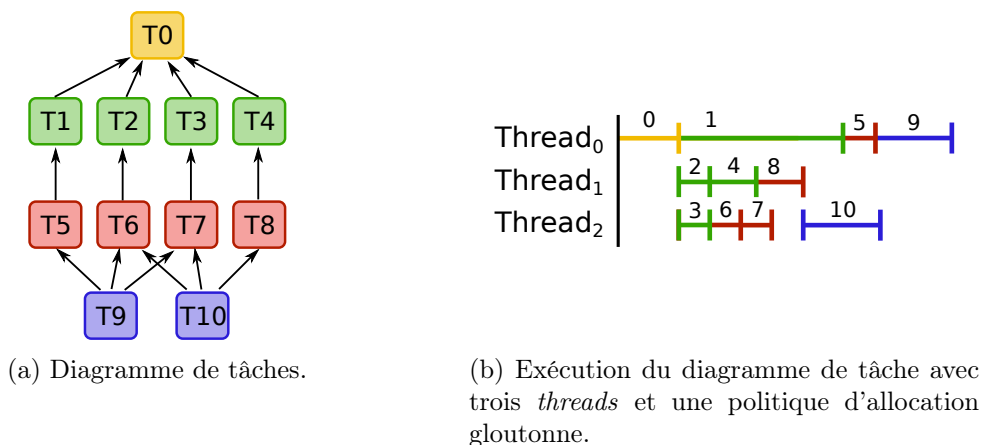 T0
T1 T2 T3 T4
T5 T6 T7 T8
T9 T10
(a) Diagramme de tâches.
0 1 5 9
Thread₀
2 4 8
Thread₁
3 6 7 10
Thread₂
(b) Exécution du diagramme de tâche avec
trois threads et une politique d'allocation
gloutonne.